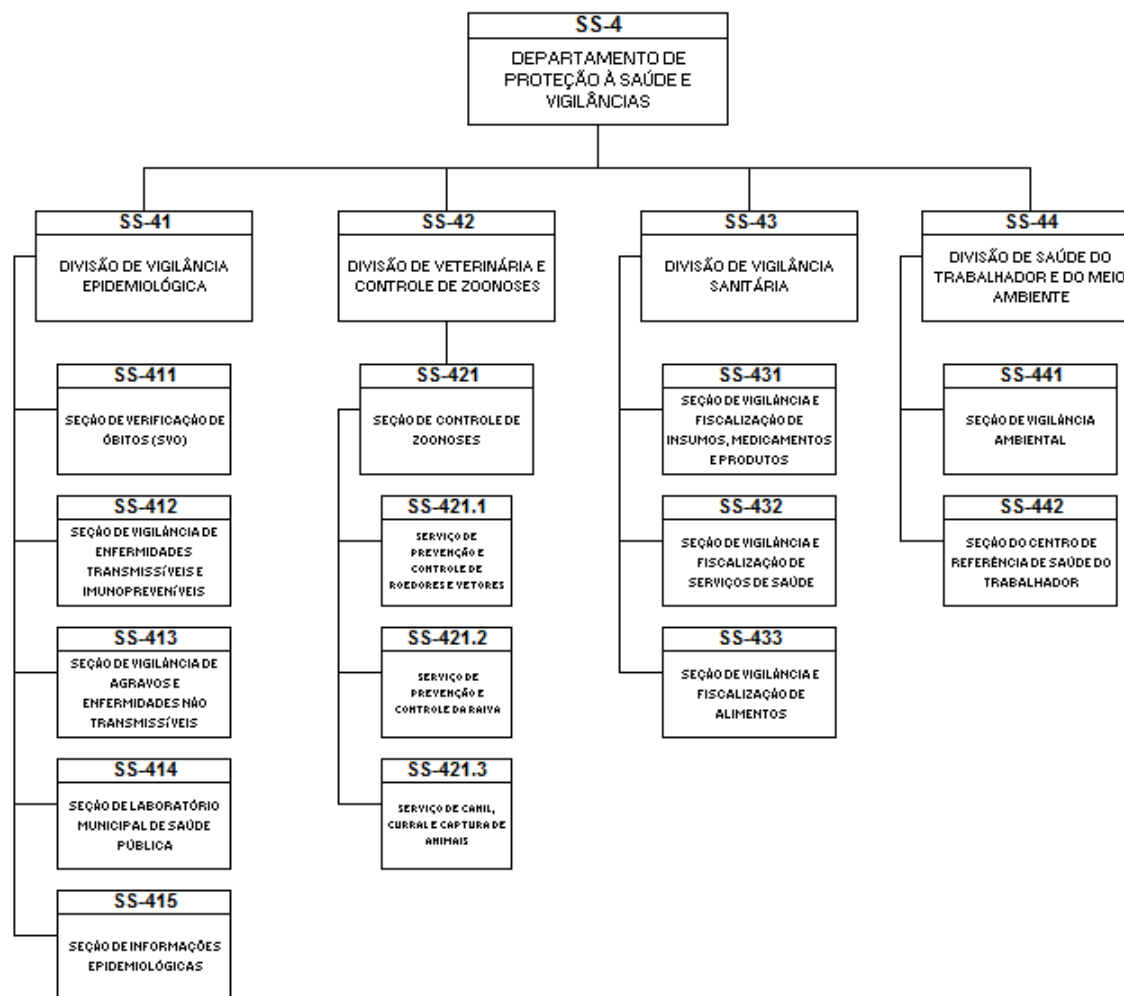 SS-4
DEPARTAMENTO DE
PROTEÇÃO À SAÚDE E
VIGILÂNCIAS
SS-41
DIVISÃO DE VIGILÂNCIA
EPIDEMIOLÓGICA
SS-411
SEÇÃO DE VERIFICAÇÃO DE
ÓBITOS (SVO)
SS-412
SEÇÃO DE VIGILÂNCIA DE
ENFERMIDADES
TRANSMISSÍVEIS E
IMUNOPREVENÍVEIS
SS-413
SEÇÃO DE VIGILÂNCIA DE
AGRAVOS E
ENFERMIDADES NÃO
TRANSMISSÍVEIS
SS-414
SEÇÃO DE LABORATÓRIO
MUNICIPAL DE SAÚDE
PÚBLICA
SS-415
SEÇÃO DE INFORMAÇÕES
EPIDEMIOLÓGICAS
SS-42
DIVISÃO DE VETERINÁRIA E
CONTROLE DE ZOONOSES
SS-421
SEÇÃO DE CONTROLE DE
ZOONOSES
SS-421.1
SERVIÇO DE
PREVENÇÃO E
CONTROLE DE
ROEDORES E VETORES
SS-421.2
SERVIÇO DE
PREVENÇÃO E
CONTROLE DA RAIVA
SS-421.3
SERVIÇO DE CANIL,
CURRAL E CAPTURA DE
ANIMAIS
SS-43
DIVISÃO DE VIGILÂNCIA
SANITÁRIA
SS-431
SEÇÃO DE VIGILÂNCIA E
FISCALIZAÇÃO DE
INSUMOS, MEDICAMENTOS
E PRODUTOS
SS-432
SEÇÃO DE VIGILÂNCIA E
FISCALIZAÇÃO DE
SERVIÇOS DE SAÚDE
SS-433
SEÇÃO DE VIGILÂNCIA E
FISCALIZAÇÃO DE
ALIMENTOS
SS-44
DIVISÃO DE SAÚDE DO
TRABALHADOR E DO MEIO
AMBIENTE
SS-441
SEÇÃO DE VIGILÂNCIA
AMBIENTAL
SS-442
SEÇÃO DO CENTRO DE
REFERÊNCIA DE SAÚDE DO
TRABALHADOR